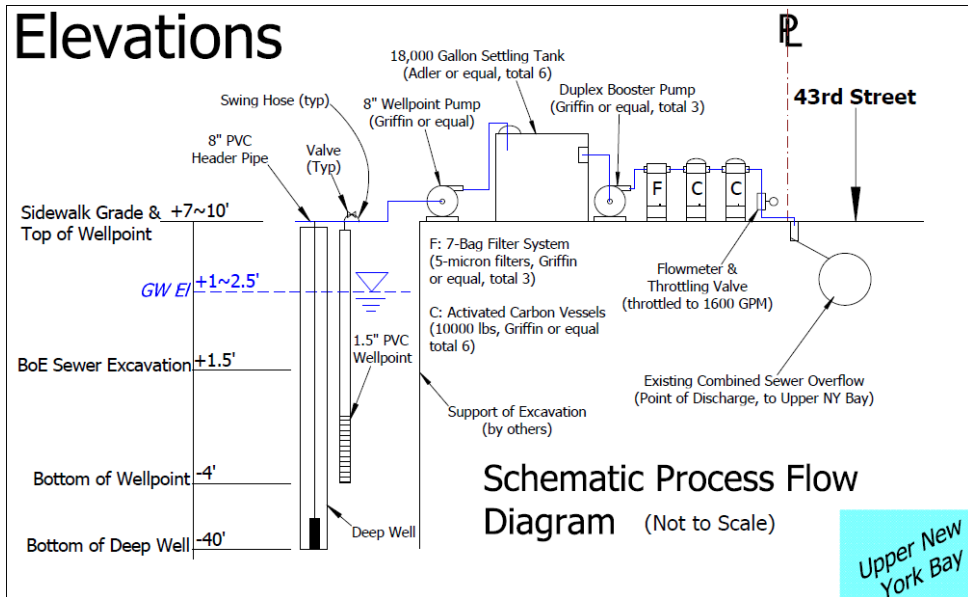 Elevations
18,000 Gallon Settling Tank
(Adler or equal, total 6)
Swing Hose (typ)
8" Wellpoint Pump
(Griffin or equal)
Duplex Booster Pump
(Griffin or equal, total 3)
PL
43rd Street
8" PVC
Header Pipe
Valve
(Typ)
F
C
C
Sidewalk Grade &
Top of Wellpoint
+7~10'
GW El
+1~2.5'
F: 7-Bag Filter System
(5-micron filters, Griffin
or equal, total 3)
C: Activated Carbon Vessels
(10000 lbs, Griffin or equal
total 6)
Flowmeter &
Throttling Valve
(throttled to 1600 GPM)
1.5" PVC
Wellpoint
BoE Sewer Excavation
+1.5'
Existing Combined Sewer Overflow
(Point of Discharge, to Upper NY Bay)
Support of Excavation
(by others)
Bottom of Wellpoint
-4'
Schematic Process Flow
Diagram (Not to Scale)
Deep Well
Bottom of Deep Well
-40'
Upper New
York Bay